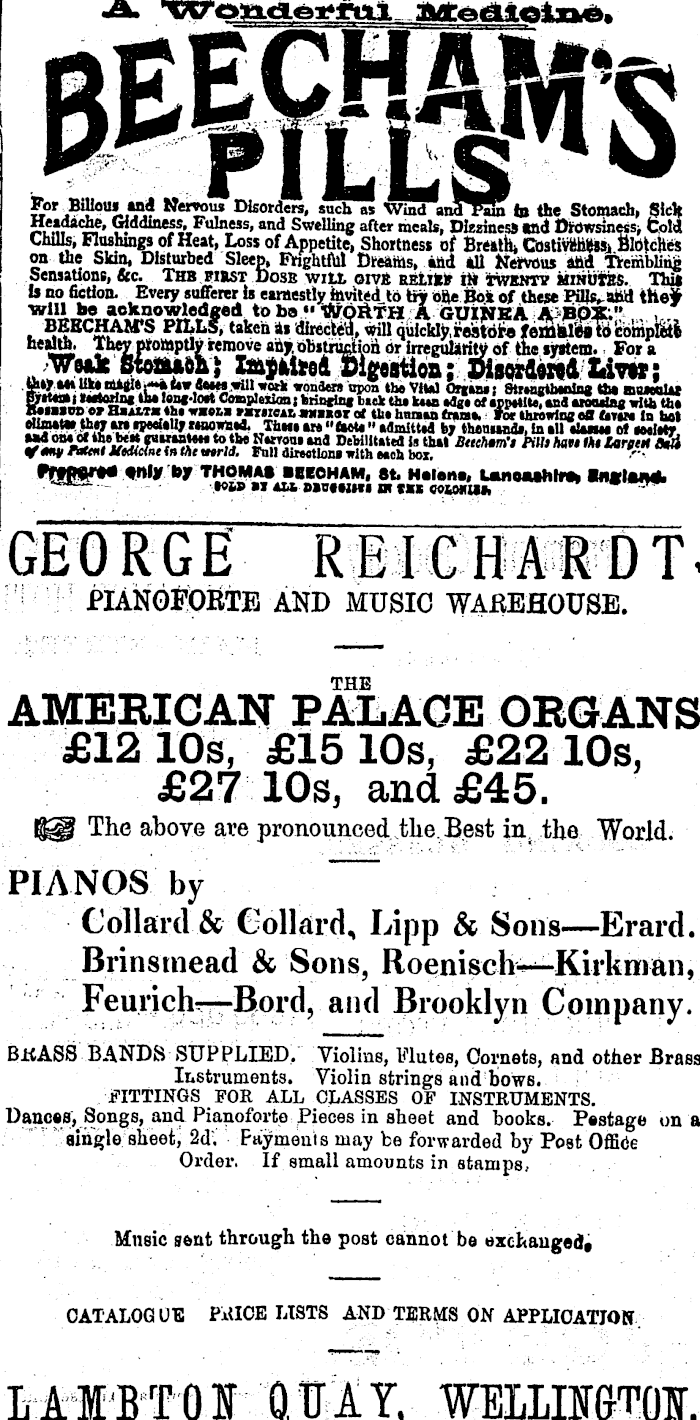 A Wonderful Medicine.
BEECHAM'S
PILLS
For Bilious and Nervous Disorders, such as Wind and Pain in the Stomach, Sick
Headache, Giddiness, Fulness, and Swelling after meals, Dizziness and Drowsiness, Cold
Chills, Flushings of Heat, Loss of Appetite, Shortness of Breath, Costiveness, Blotches
on the Skin, Disturbed Sleep, Frightful Dreams, and all Nervous and Trembling
Sensations, &c. THE FIRST DOSE WILL GIVE RELIEF IN TWENTY MINUTES. This
is no fiction. Every sufferer is earnestly invited to try one Box of these Pills, and they
will be acknowledged to be "WORTH A GUINEA A BOX."
BEECHAM'S PILLS, taken as directed, will quickly restore females to complete
health. They promptly remove any obstruction or irregularity of the system. For a
Weak Stomach; Impaired Digestion; Disordered Liver;
they act like magic:—a few doses will work wonders upon the Vital Organs; Strengthening the muscular
System; restoring the long-lost Complexion; bringing back the keen edge of appetite, and arousing with the
ROSEBUD OF HEALTH THE WHOLE PHYSICAL ENERGY of the human frame. For throwing off fevers in hot
climates they are specially renowned. These are "facts" admitted by thousands, in all classes of society,
and one of the best guarantees to the Nervous and Debilitated is that Beecham's Pills have the Largest Sale
of any Patent Medicine in the world. Full directions with each box.
Prepared only by THOMAS BEECHAM, St. Helens, Lancashire, England.
SOLD BY ALL DRUGGISTS IN THE COLONIES.
GEORGE REICHARDT,
PIANOFORTE AND MUSIC WAREHOUSE.
THE
AMERICAN PALACE ORGANS
£12 10s, £15 10s, £22 10s,
£27 10s, and £45.
The above are pronounced the Best in the World.
PIANOS by
Collard & Collard, Lipp & Sons—Erard.
Brinsmead & Sons, Roenisch—Kirkman,
Feurich—Bord, and Brooklyn Company.
BRASS BANDS SUPPLIED. Violins, Flutes, Cornets, and other Brass
Instruments. Violin strings and bows.
FITTINGS FOR ALL CLASSES OF INSTRUMENTS.
Dances, Songs, and Pianoforte Pieces in sheet and books. Postage on a
single sheet, 2d. Payments may be forwarded by Post Office
Order. If small amounts in stamps.
Music sent through the post cannot be exchanged.
CATALOGUE PRICE LISTS AND TERMS ON APPLICATION
LAMBTON QUAY, WELLINGTON.